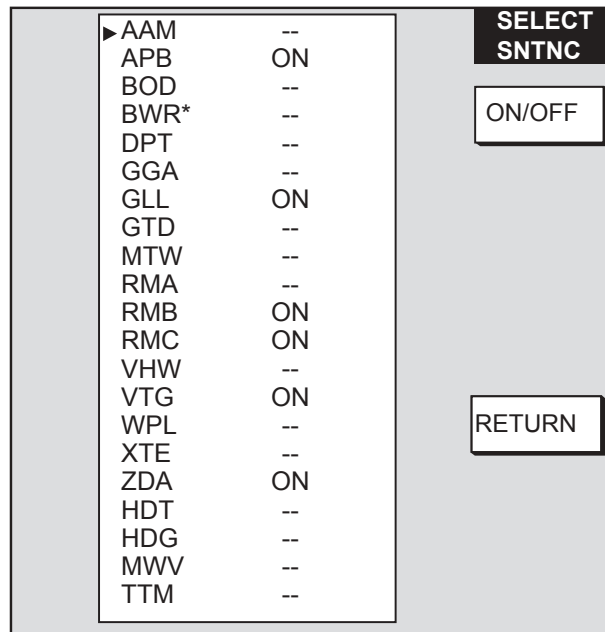 ▶ AAM --
APB ON
BOD --
BWR* --
DPT --
GGA --
GLL ON
GTD --
MTW --
RMA --
RMB ON
RMC ON
VHW --
VTG ON
WPL --
XTE --
ZDA ON
HDT --
HDG --
MWV --
TTM --
SELECT
SNTNC
ON/OFF
RETURN